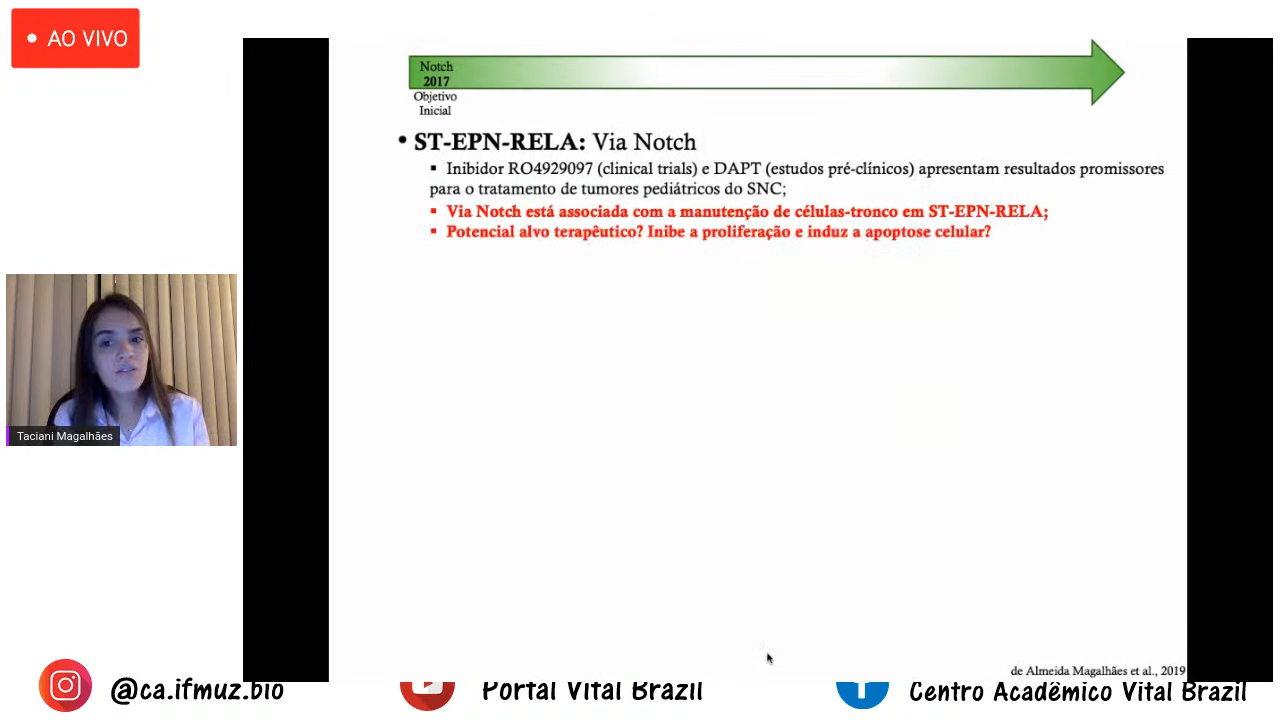 AO VIVO
Notch
2017
Objetivo
Inicial
• ST-EPN-RELA: Via Notch
▪ Inibidor RO4929097 (clinical trials) e DAPT (estudos pré-clínicos) apresentam resultados promissores
para o tratamento de tumores pediátricos do SNC;
▪ Via Notch está associada com a manutenção de células-tronco em ST-EPN-RELA;
▪ Potencial alvo terapêutico? Inibe a proliferação e induz a apoptose celular?
Taciani Magalhães
de Almeida Magalhães et al., 2019
@ca.ifmuz.bio
Portal Vital Brazil
Centro Acadêmico Vital Brazil